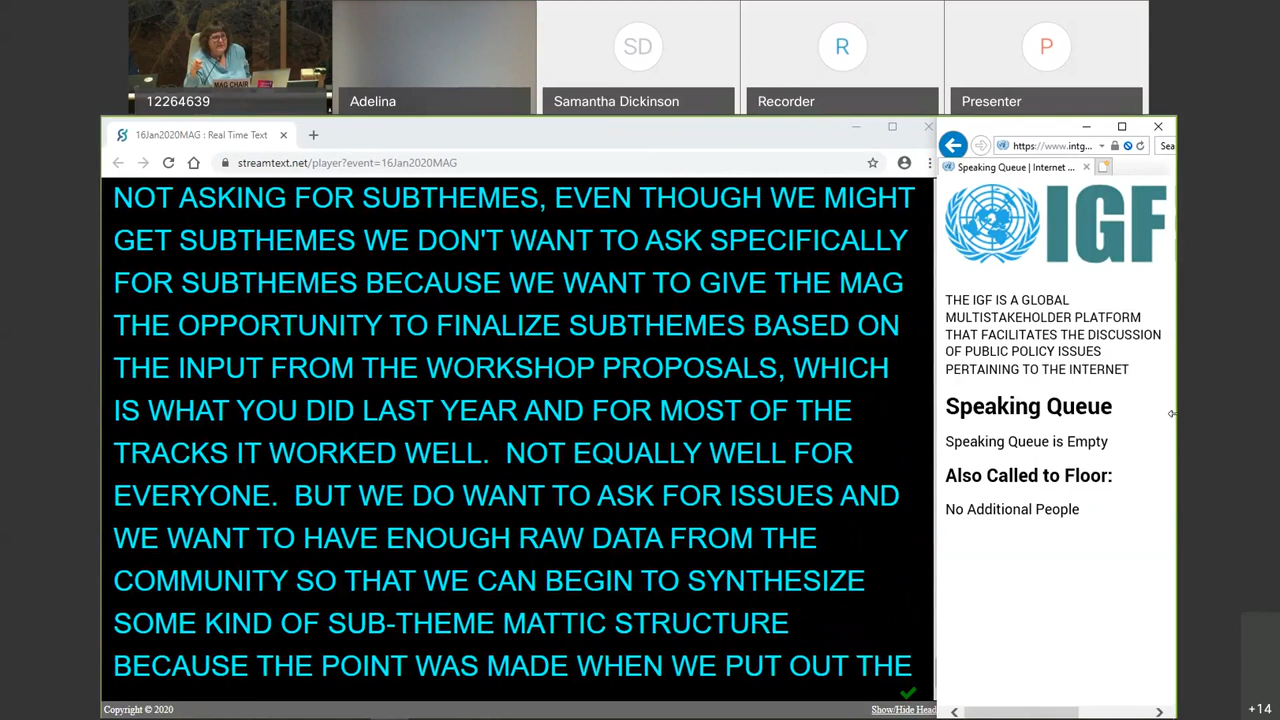 MAG CHAIR
SD
R
P
12264639
Adelina
Samantha Dickinson
Recorder
Presenter
16Jan2020MAG : Real Time Text
streamtext.net/player?event=16Jan2020MAG
NOT ASKING FOR SUBTHEMES, EVEN THOUGH WE MIGHT
GET SUBTHEMES WE DON'T WANT TO ASK SPECIFICALLY
FOR SUBTHEMES BECAUSE WE WANT TO GIVE THE MAG
THE OPPORTUNITY TO FINALIZE SUBTHEMES BASED ON
THE INPUT FROM THE WORKSHOP PROPOSALS, WHICH
IS WHAT YOU DID LAST YEAR AND FOR MOST OF THE
TRACKS IT WORKED WELL.  NOT EQUALLY WELL FOR
EVERYONE.  BUT WE DO WANT TO ASK FOR ISSUES AND
WE WANT TO HAVE ENOUGH RAW DATA FROM THE
COMMUNITY SO THAT WE CAN BEGIN TO SYNTHESIZE
SOME KIND OF SUB-THEME MATTIC STRUCTURE
BECAUSE THE POINT WAS MADE WHEN WE PUT OUT THE
Copyright © 2020
Show/Hide Head
https://www.intg...
Sea
Speaking Queue | Internet ...
IGF
THE IGF IS A GLOBAL
MULTISTAKEHOLDER PLATFORM
THAT FACILITATES THE DISCUSSION
OF PUBLIC POLICY ISSUES
PERTAINING TO THE INTERNET
Speaking Queue
Speaking Queue is Empty
Also Called to Floor:
No Additional People
+14